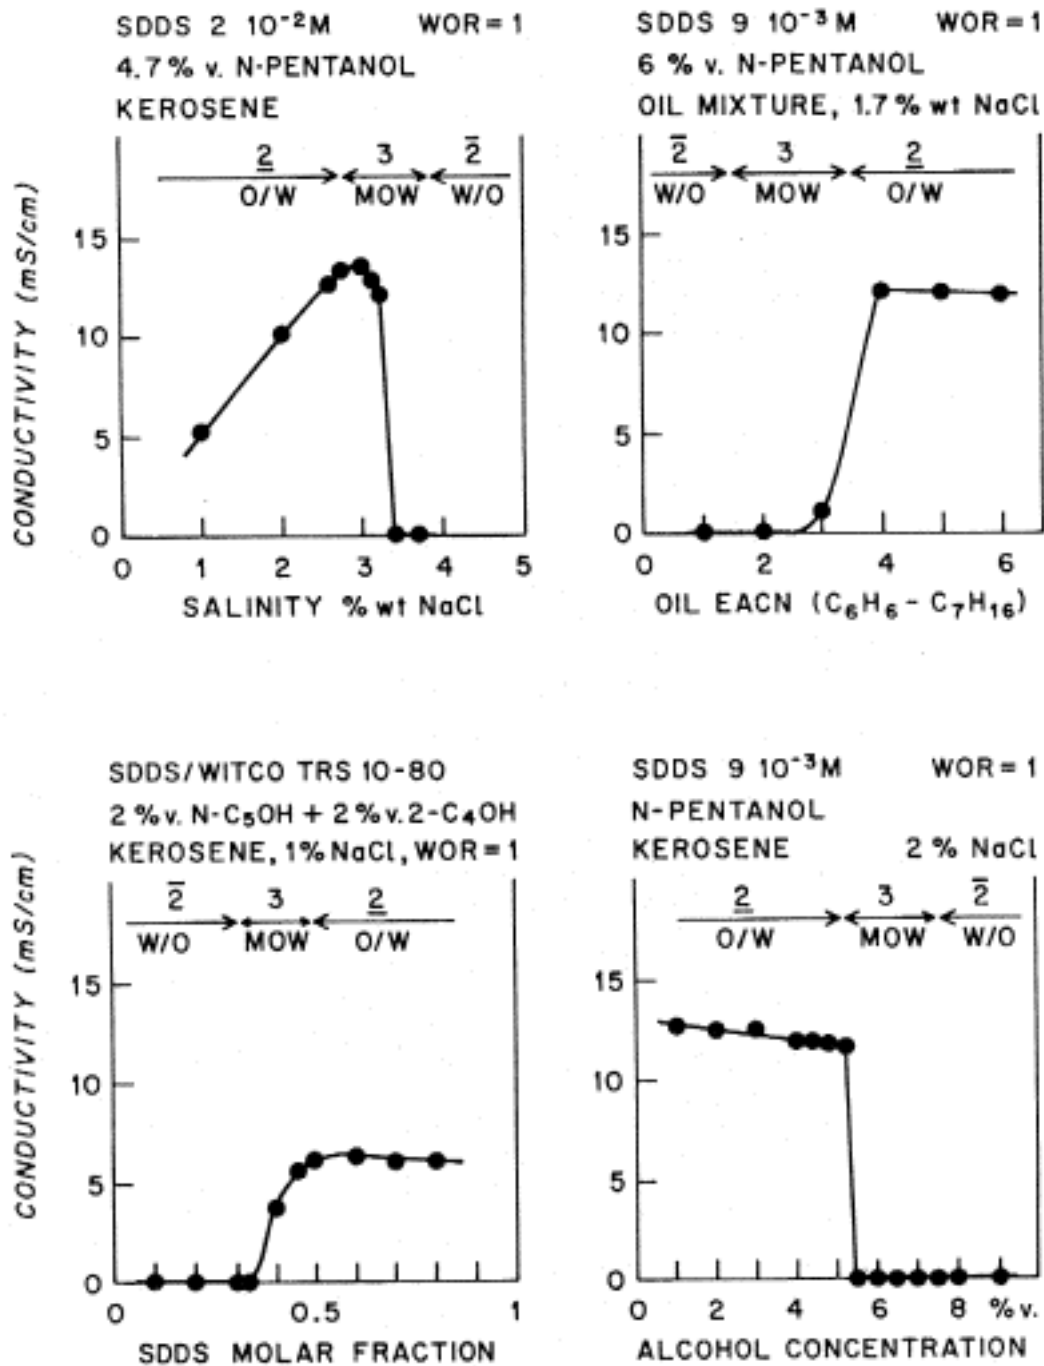 SDDS 2 10⁻²M WOR = 1
4.7 % v. N-PENTANOL
KEROSENE
2 3 2̅
O/W MOW W/O
CONDUCTIVITY (mS/cm)
15
10
5
0
0 1 2 3 4 5
SALINITY % wt NaCl
SDDS 9 10⁻³M WOR = 1
6 % v. N-PENTANOL
OIL MIXTURE, 1.7 % wt NaCl
2̅ 3 2̲
W/O MOW O/W
15
10
5
0
0 2 4 6
OIL EACN (C₆H₆ - C₇H₁₆)
SDDS/WITCO TRS 10-80
2 % v. N-C₅OH + 2 % v. 2-C₄OH
KEROSENE, 1% NaCl, WOR = 1
2̅ 3 2̲
W/O MOW O/W
CONDUCTIVITY (mS/cm)
15
10
5
0
0 0.5 1
SDDS MOLAR FRACTION
SDDS 9 10⁻³M WOR = 1
N-PENTANOL
KEROSENE 2 % NaCl
2̲ 3 2̅
O/W MOW W/O
15
10
5
0
0 2 4 6 8 % v.
ALCOHOL CONCENTRATION